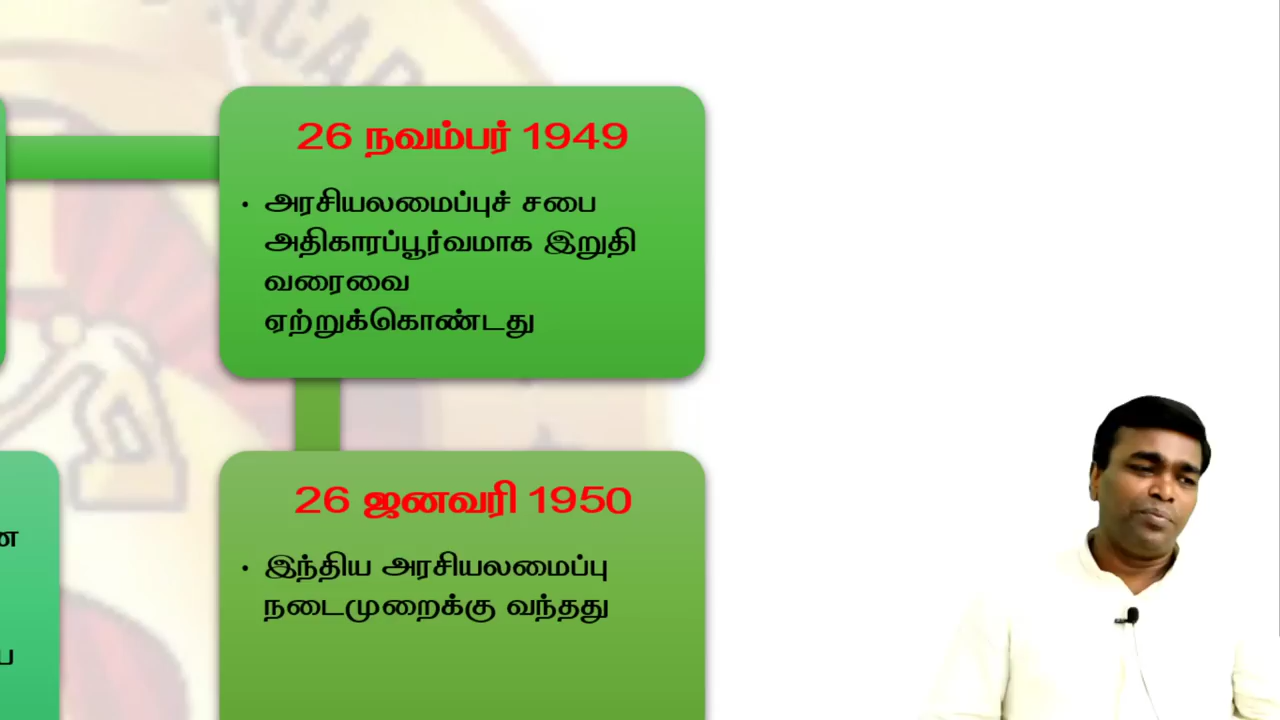 ACAD
26 நவம்பர் 1949
• அரசியலமைப்புச் சபை
அதிகாரப்பூர்வமாக இறுதி
வரைவை
ஏற்றுக்கொண்டது
26 ஜனவரி 1950
• இந்திய அரசியலமைப்பு
நடைமுறைக்கு வந்தது